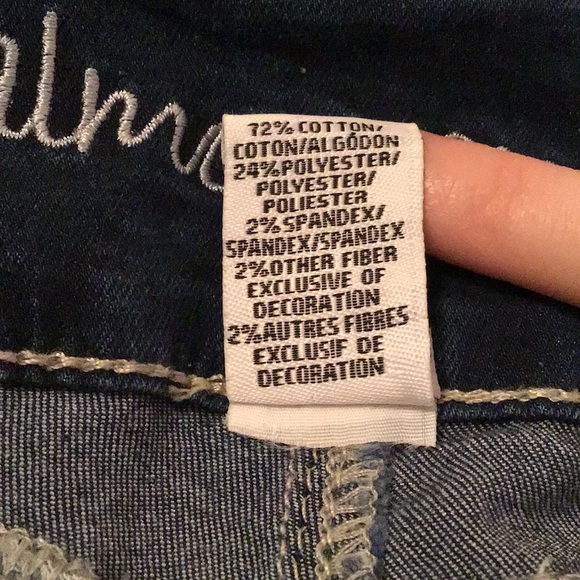 72% COTTON/
COTON/ALGÓDON
24% POLYESTER/
POLYESTER/
POLIESTER
2% SPANDEX/
SPANDEX/SPANDEX
2% OTHER FIBER
EXCLUSIVE OF
DECORATION
2% AUTRES FIBRES
EXCLUSIF DE
DECORATION